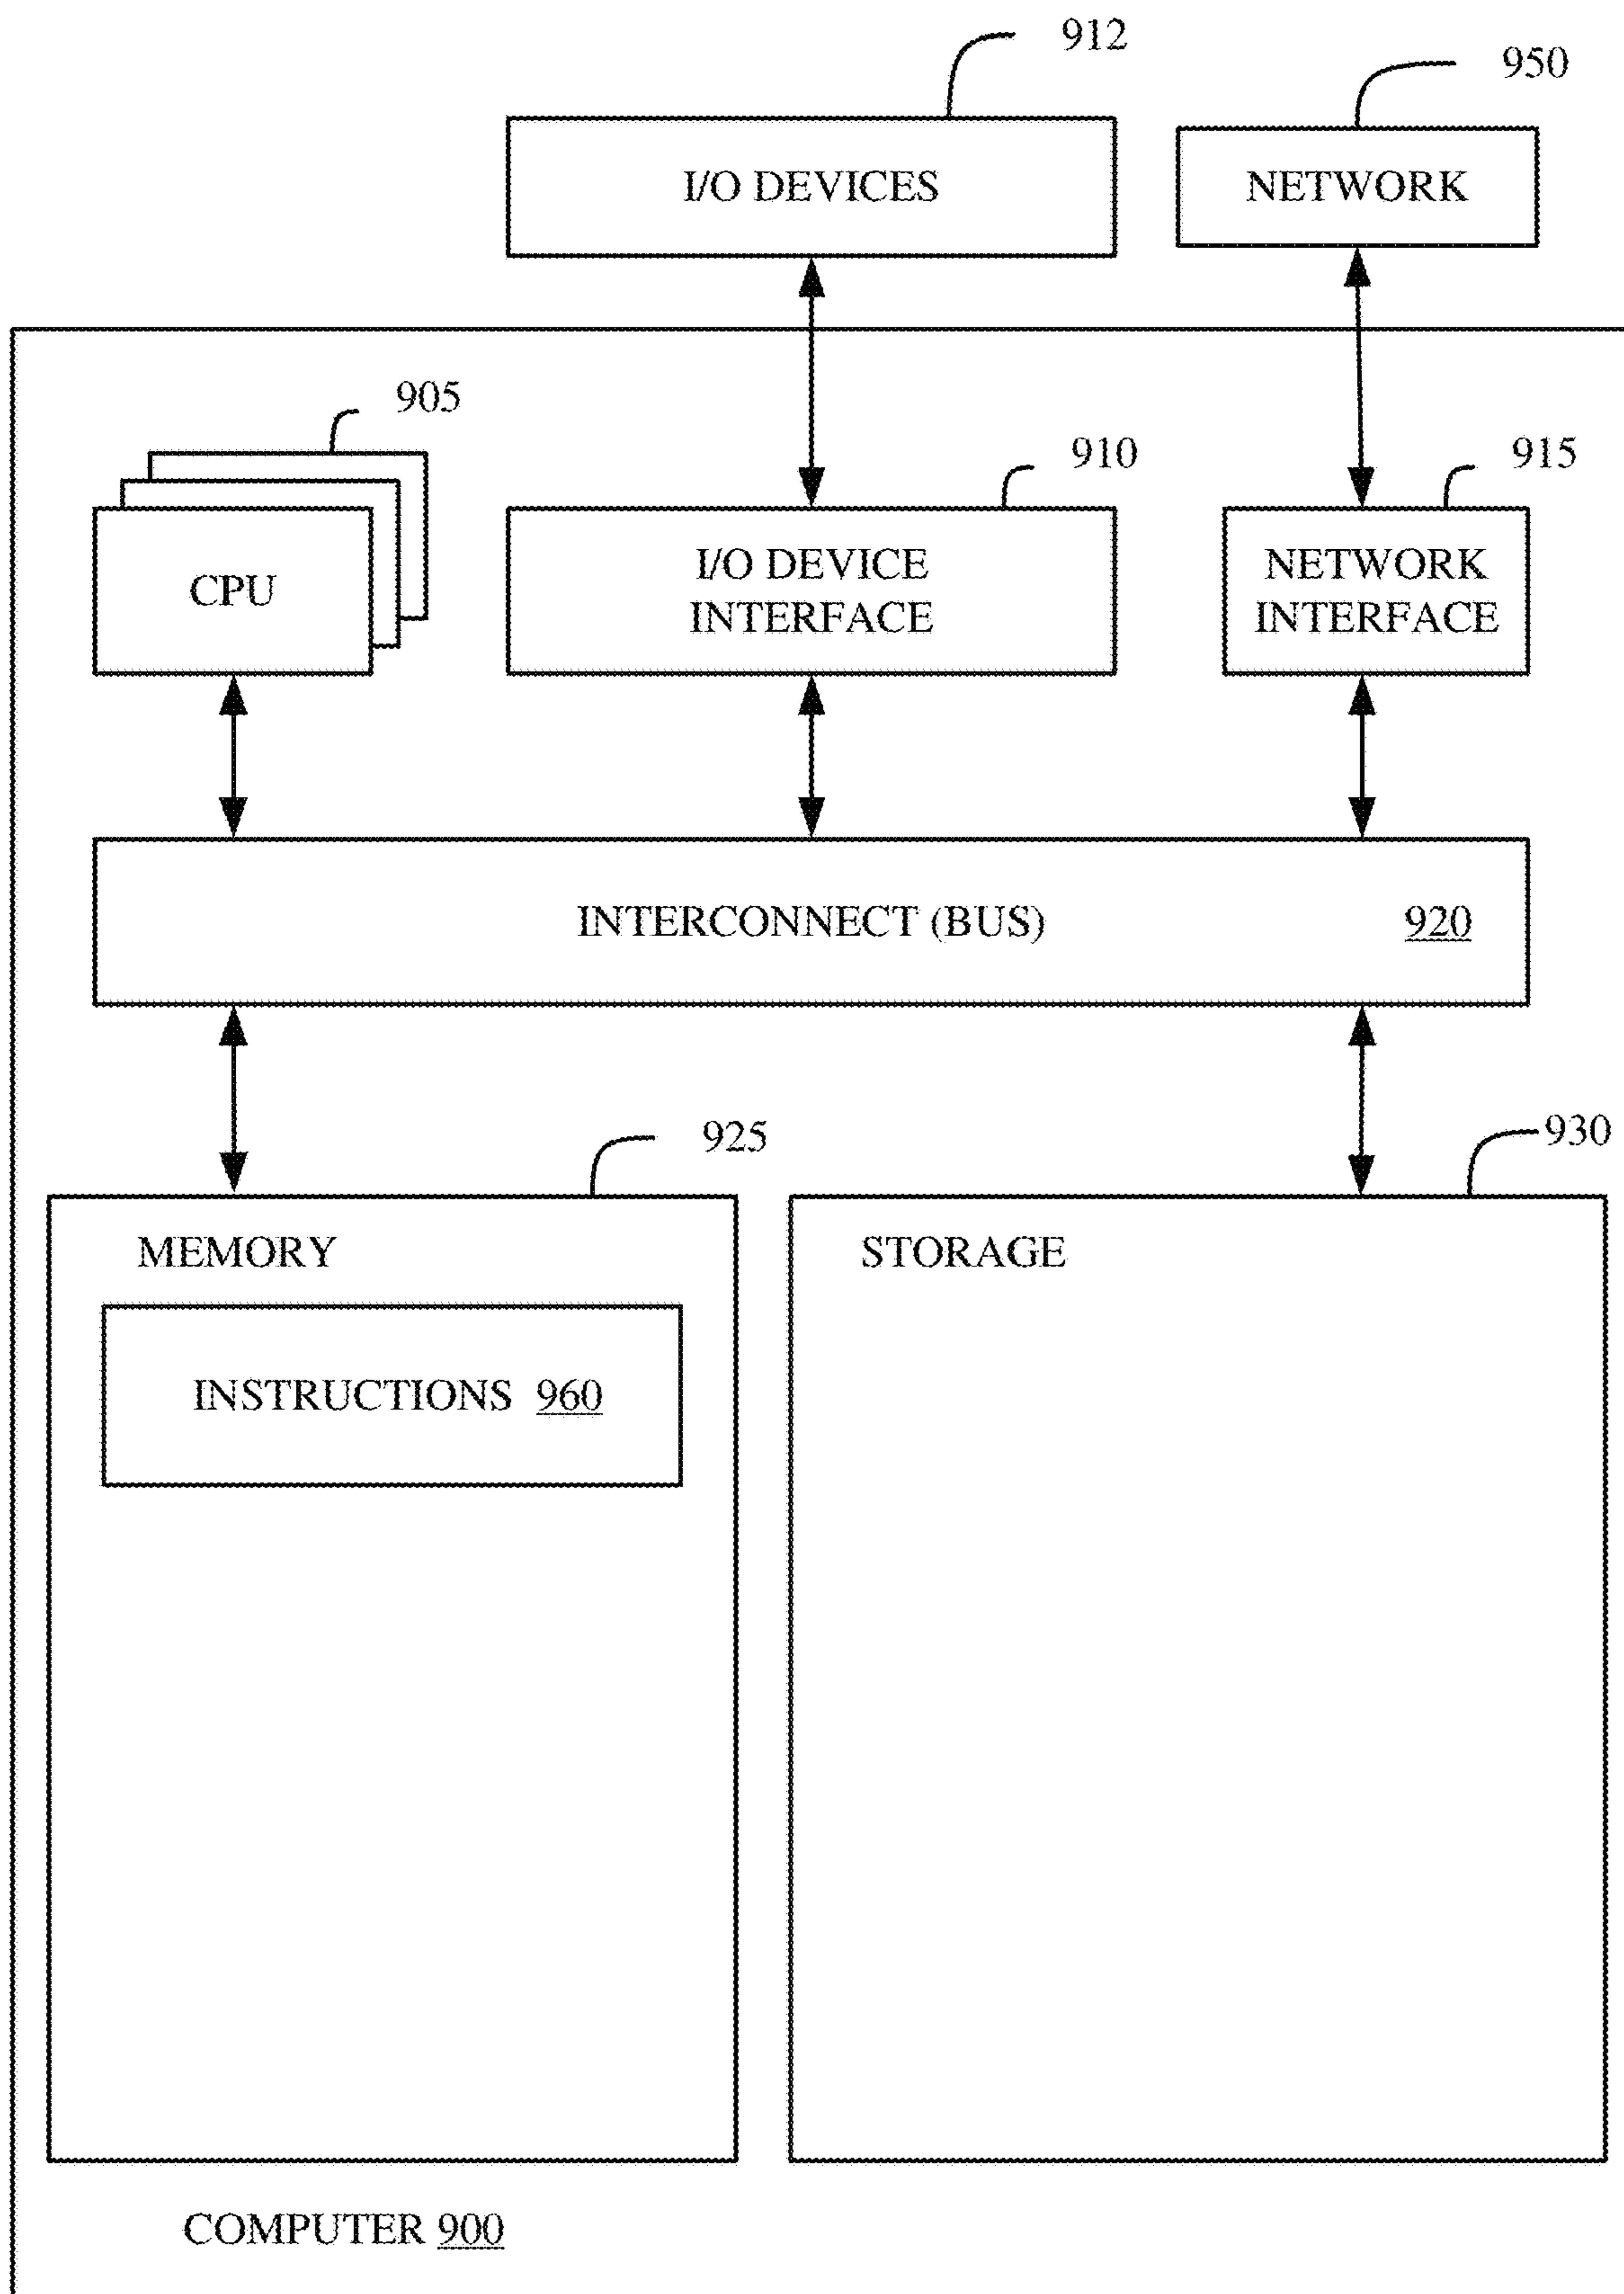 912
950
I/O DEVICES
NETWORK
905
910
915
CPU
I/O DEVICE
INTERFACE
NETWORK
INTERFACE
INTERCONNECT (BUS) 920
925
930
MEMORY
STORAGE
INSTRUCTIONS 960
COMPUTER 900